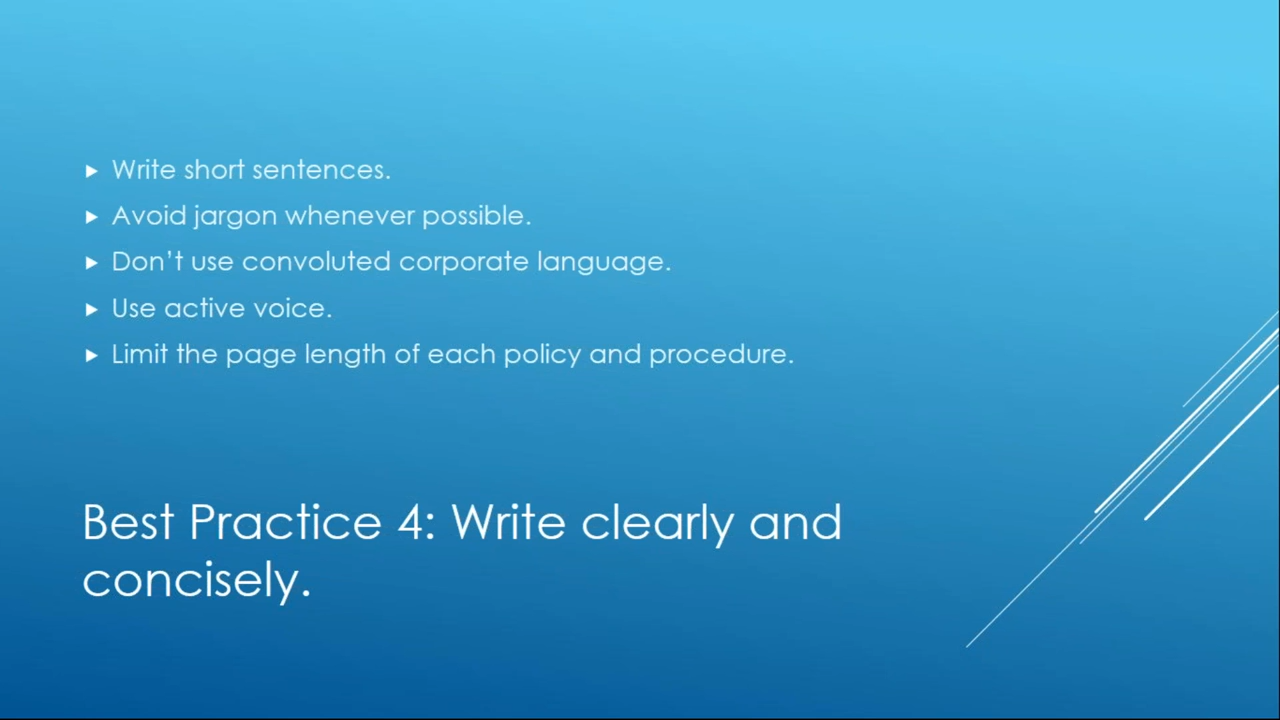 Write short sentences.
Avoid jargon whenever possible.
Don’t use convoluted corporate language.
Use active voice.
Limit the page length of each policy and procedure.
Best Practice 4: Write clearly and
concisely.